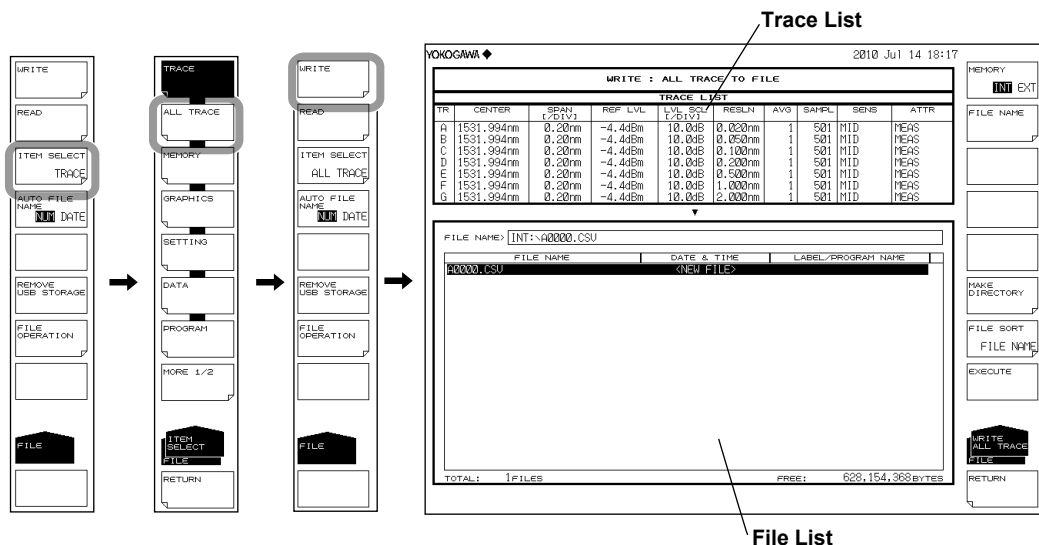 Trace List
WRITE
READ
ITEM SELECT
TRACE
AUTO FILE
NAME
NUM DATE
REMOVE
USB STORAGE
FILE
OPERATION
FILE
TRACE
ALL TRACE
MEMORY
GRAPHICS
SETTING
DATA
PROGRAM
MORE 1/2
ITEM
SELECT
FILE
RETURN
WRITE
READ
ITEM SELECT
ALL TRACE
AUTO FILE
NAME
NUM DATE
REMOVE
USB STORAGE
FILE
OPERATION
FILE
YOKOGAWA 2010 Jul 14 18:17
WRITE : ALL TRACE TO FILE
TRACE LIST
TR CENTER SPAN [/DIV] REF LVL LVL SCL [/DIV] RESLN AVG SAMPL SENS ATTR
A 1531.994nm 0.20nm -4.4dBm 10.0dB 0.020nm 1 501 MID MEAS
B 1531.994nm 0.20nm -4.4dBm 10.0dB 0.050nm 1 501 MID MEAS
C 1531.994nm 0.20nm -4.4dBm 10.0dB 0.100nm 1 501 MID MEAS
D 1531.994nm 0.20nm -4.4dBm 10.0dB 0.200nm 1 501 MID MEAS
E 1531.994nm 0.20nm -4.4dBm 10.0dB 0.500nm 1 501 MID MEAS
F 1531.994nm 0.20nm -4.4dBm 10.0dB 1.000nm 1 501 MID MEAS
G 1531.994nm 0.20nm -4.4dBm 10.0dB 2.000nm 1 501 MID MEAS
FILE NAME> INT:\A0000.CSV
FILE NAME DATE & TIME LABEL/PROGRAM NAME
A0000.CSV <NEW FILE>
TOTAL: 1FILES FREE: 628,154,368BYTES
MEMORY
INT EXT
FILE NAME
MAKE
DIRECTORY
FILE SORT
FILE NAME
EXECUTE
WRITE
ALL TRACE
FILE
RETURN
File List